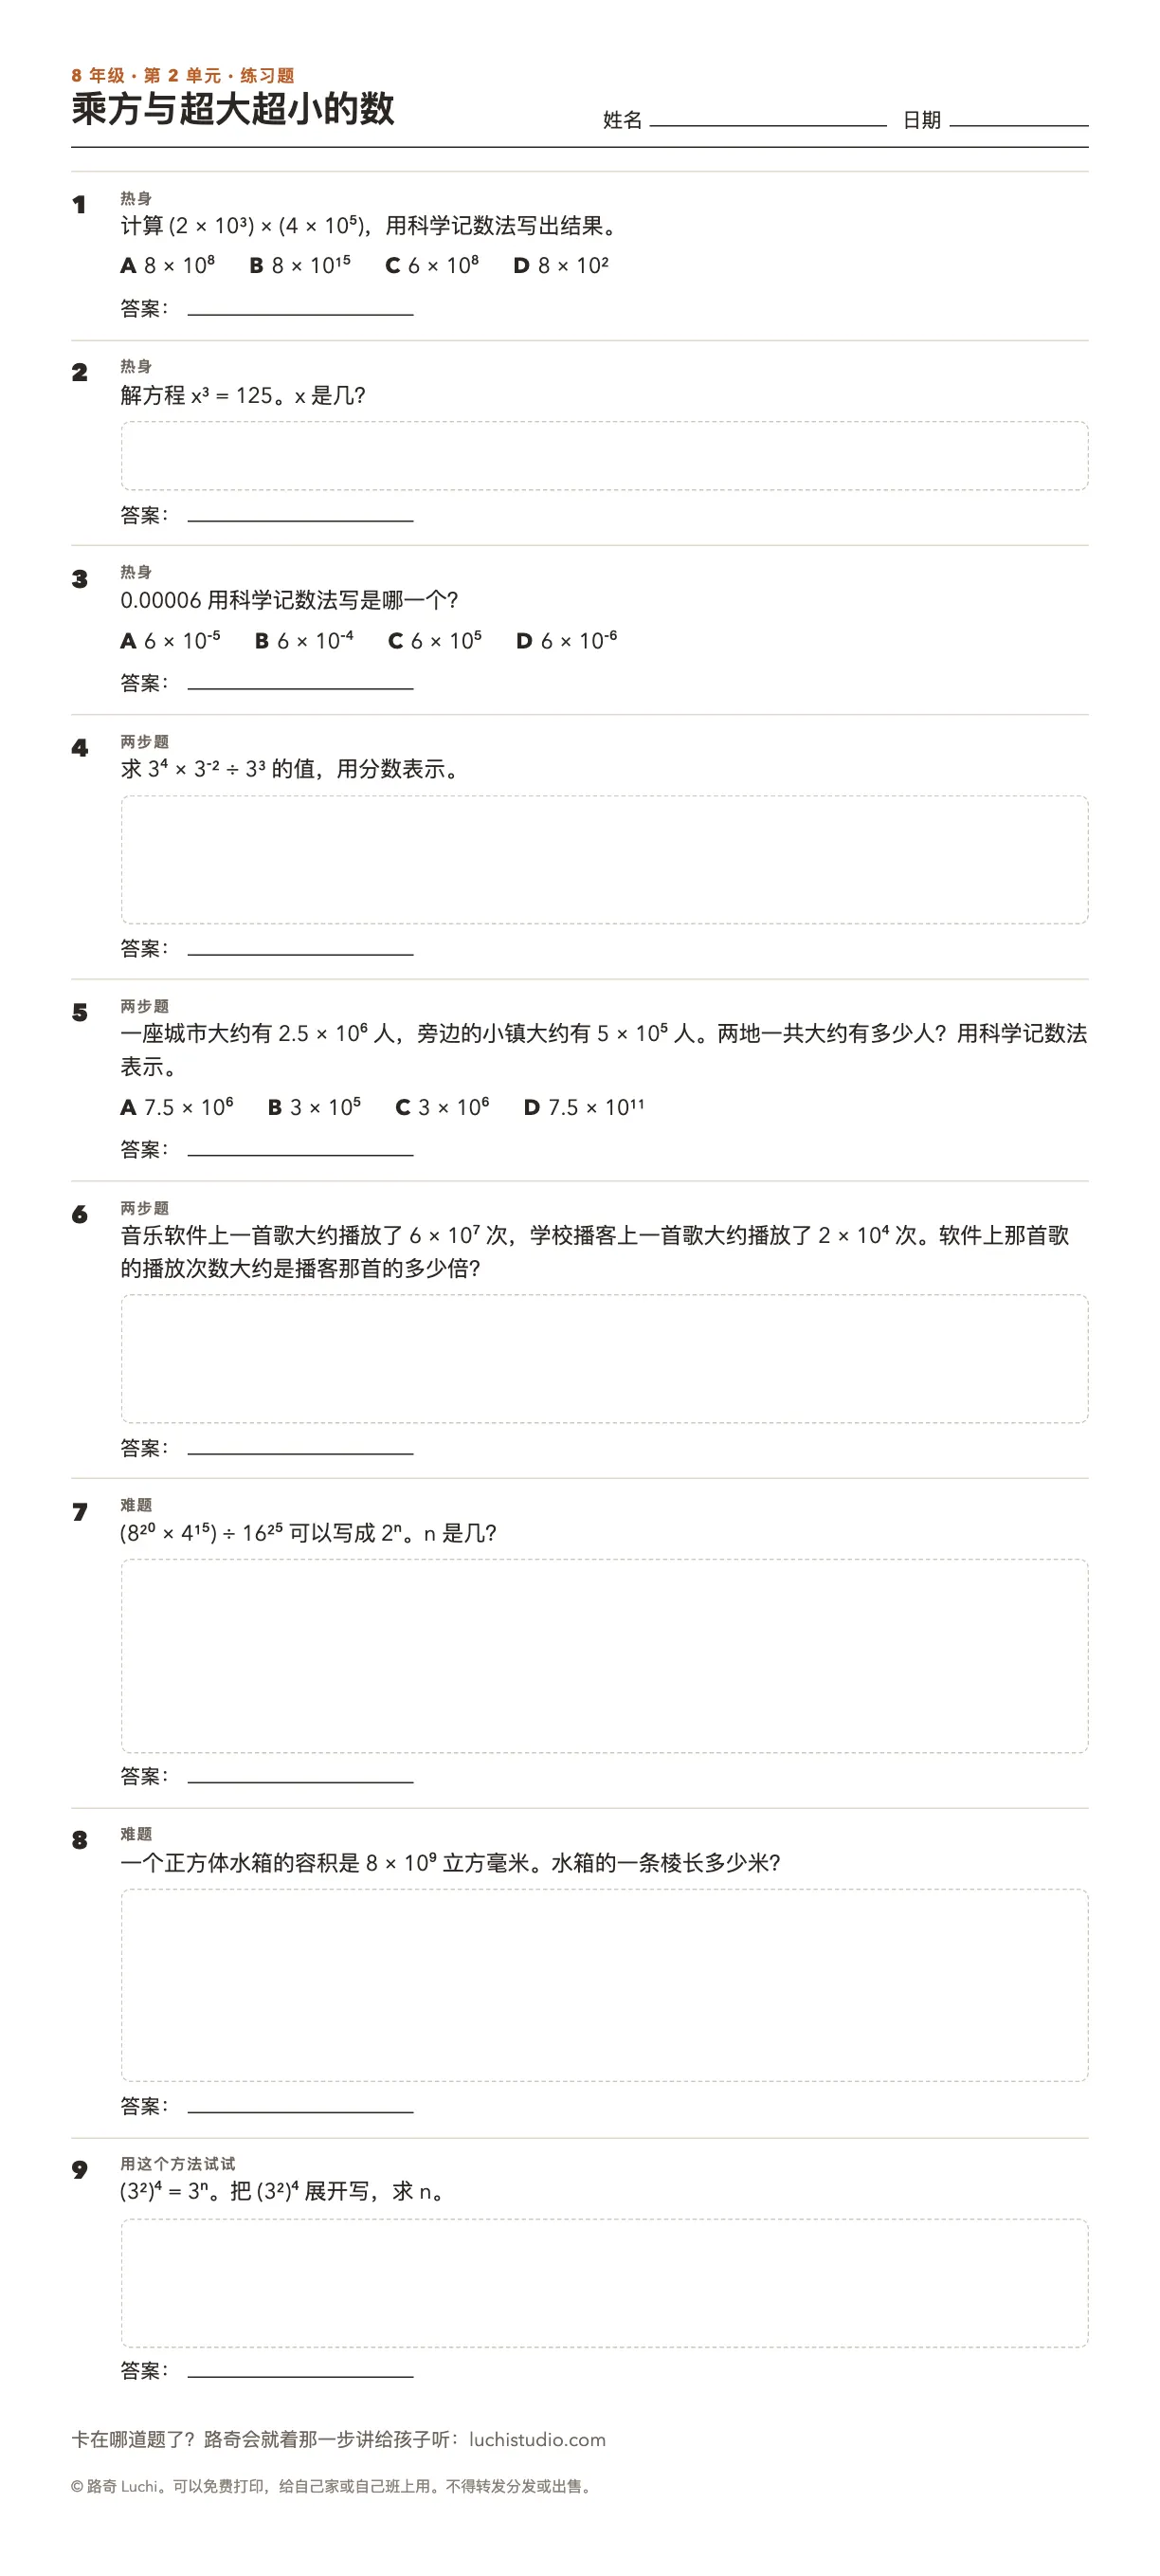 8 年级 · 第 2 单元 · 练习题
乘方与超大超小的数
姓名 日期
1 热身
计算 (2 × 10³) × (4 × 10⁵)，用科学记数法写出结果。
A 8 × 10⁸ B 8 × 10¹⁵ C 6 × 10⁸ D 8 × 10²
答案：
2 热身
解方程 x³ = 125。x 是几？
答案：
3 热身
0.00006 用科学记数法写是哪一个？
A 6 × 10⁻⁵ B 6 × 10⁻⁴ C 6 × 10⁵ D 6 × 10⁻⁶
答案：
4 两步题
求 3⁴ × 3⁻² ÷ 3³ 的值，用分数表示。
答案：
5 两步题
一座城市大约有 2.5 × 10⁶ 人，旁边的小镇大约有 5 × 10⁵ 人。两地一共大约有多少人？用科学记数法
表示。
A 7.5 × 10⁶ B 3 × 10⁵ C 3 × 10⁶ D 7.5 × 10¹¹
答案：
6 两步题
音乐软件上一首歌大约播放了 6 × 10⁷ 次，学校播客上一首歌大约播放了 2 × 10⁴ 次。软件上那首歌
的播放次数大约是播客那首的多少倍？
答案：
7 难题
(8²⁰ × 4¹⁵) ÷ 16²⁵ 可以写成 2ⁿ。n 是几？
答案：
8 难题
一个正方体水箱的容积是 8 × 10⁹ 立方毫米。水箱的一条棱长多少米？
答案：
9 用这个方法试试
(3²)⁴ = 3ⁿ。把 (3²)⁴ 展开写，求 n。
答案：
卡在哪道题了？路奇会就着那一步讲给孩子听：luchistudio.com
© 路奇 Luchi。可以免费打印，给自己家或自己班上用。不得转发分发或出售。